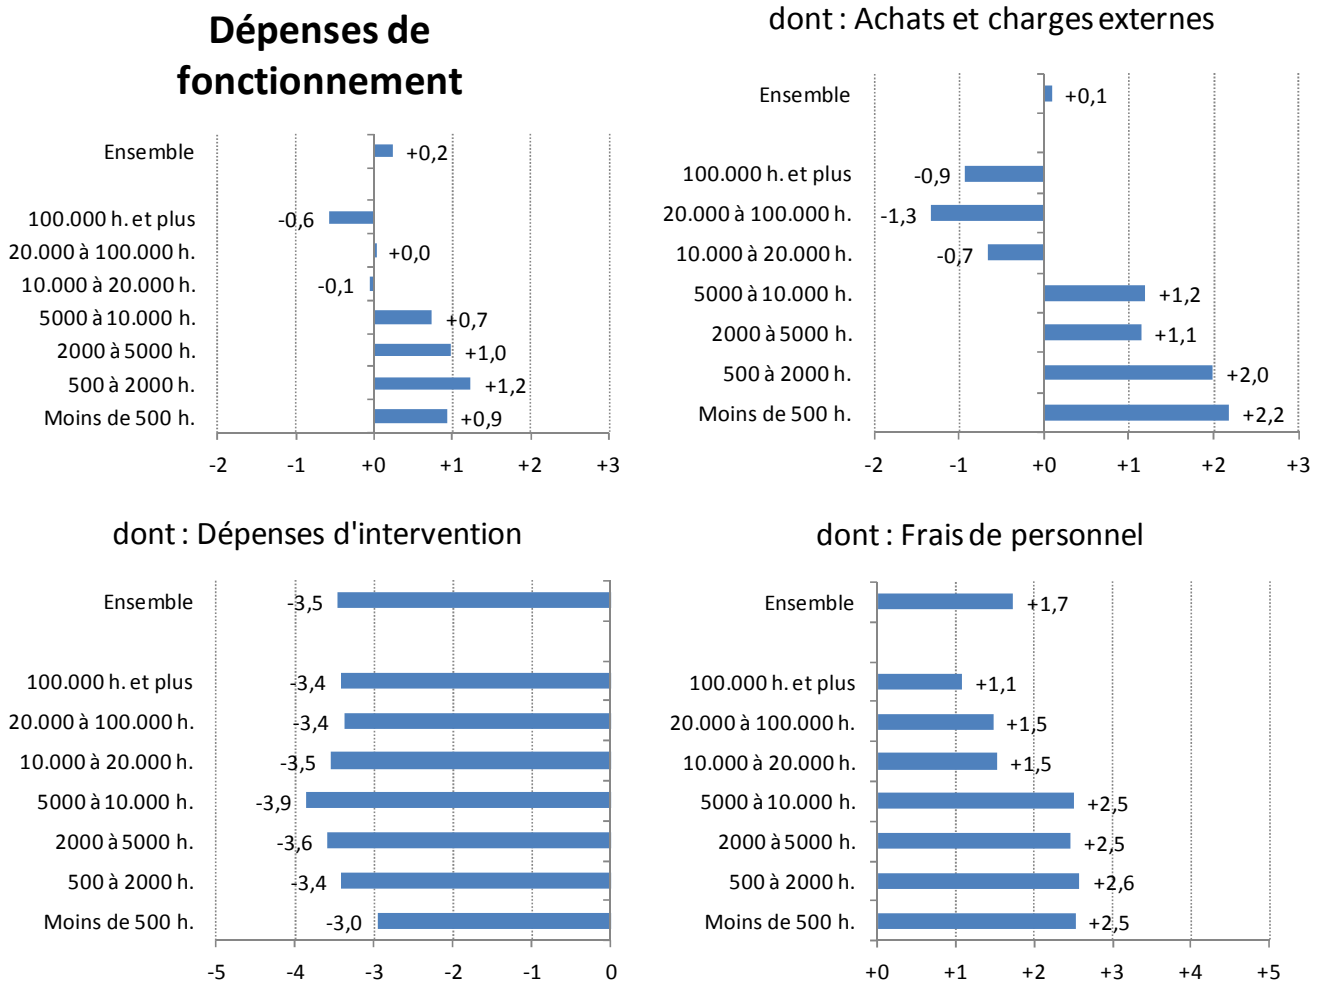 Dépenses de
fonctionnement
Ensemble
+0,2
100.000 h. et plus
-0,6
20.000 à 100.000 h.
+0,0
10.000 à 20.000 h.
-0,1
5000 à 10.000 h.
+0,7
2000 à 5000 h.
+1,0
500 à 2000 h.
+1,2
Moins de 500 h.
+0,9
-2 -1 +0 +1 +2 +3
dont : Achats et charges externes
Ensemble
+0,1
100.000 h. et plus
-0,9
20.000 à 100.000 h.
-1,3
10.000 à 20.000 h.
-0,7
5000 à 10.000 h.
+1,2
2000 à 5000 h.
+1,1
500 à 2000 h.
+2,0
Moins de 500 h.
+2,2
-2 -1 +0 +1 +2 +3
dont : Dépenses d'intervention
Ensemble
-3,5
100.000 h. et plus
-3,4
20.000 à 100.000 h.
-3,4
10.000 à 20.000 h.
-3,5
5000 à 10.000 h.
-3,9
2000 à 5000 h.
-3,6
500 à 2000 h.
-3,4
Moins de 500 h.
-3,0
-5 -4 -3 -2 -1 0
dont : Frais de personnel
Ensemble
+1,7
100.000 h. et plus
+1,1
20.000 à 100.000 h.
+1,5
10.000 à 20.000 h.
+1,5
5000 à 10.000 h.
+2,5
2000 à 5000 h.
+2,5
500 à 2000 h.
+2,6
Moins de 500 h.
+2,5
+0 +1 +2 +3 +4 +5